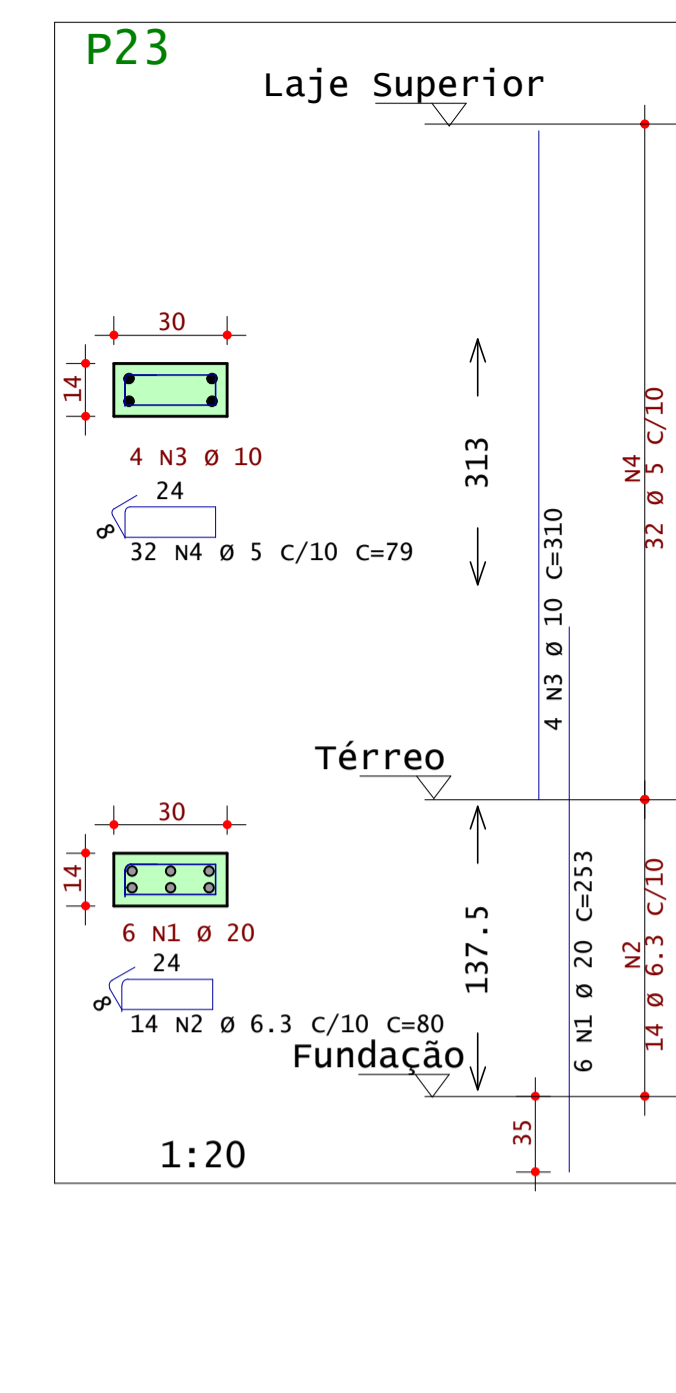 P23
Laje Superior
30
14
4 N3 Ø 10
24
8
32 N4 Ø 5 C/10 C=79
313
4 N3 Ø 10 C=310
N4
32 Ø 5 C/10
Térreo
30
14
6 N1 Ø 20
24
8
14 N2 Ø 6.3 C/10 C=80
137.5
6 N1 Ø 20 C=253
N2
14 Ø 6.3 C/10
Fundação
35
1:20